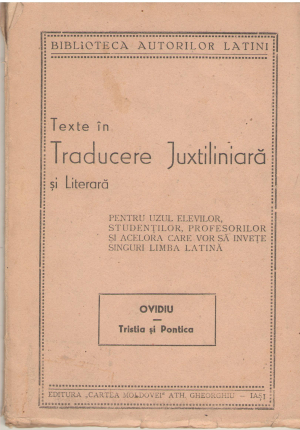 BIBLIOTECA AUTORILOR LATINI
Texte în
Traducere Juxtiliniară
și Literară
PENTRU UZUL ELEVILOR,
STUDENȚILOR, PROFESORILOR
ȘI ACELORA CARE VOR SĂ INVEȚE
SINGURI LIMBA LATINĂ
OVIDIU
—
Tristia și Pontica
EDITURA „CARTEA MOLDOVEI" ATH. GHEORGHIU — IAȘI